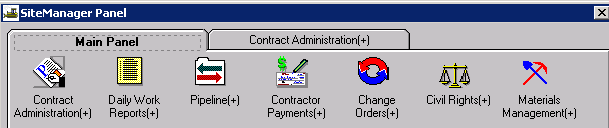 SiteManager Panel
Main Panel
Contract Administration(+)
Contract
Administration(+)
Daily Work
Reports(+)
Pipeline(+)
Contractor
Payments(+)
Change
Orders(+)
Civil Rights(+)
Materials
Management(+)